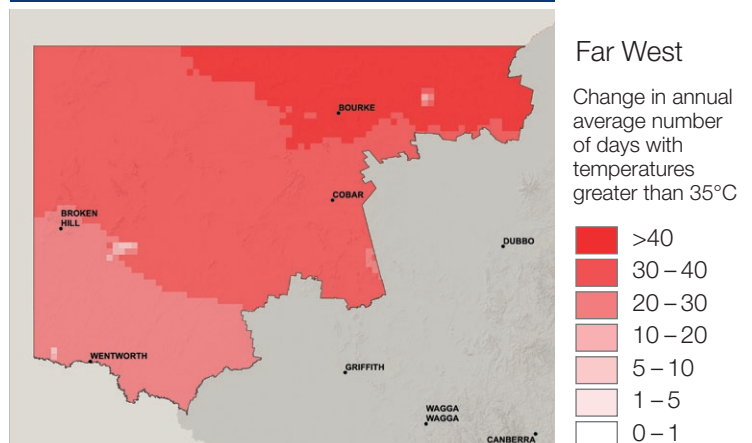 BOURKE
COBAR
BROKEN
HILL
DUBBO
WENTWORTH
GRIFFITH
WAGGA
WAGGA
CANBERRA
Far West
Change in annual
average number
of days with
temperatures
greater than 35°C
>40
30 – 40
20 – 30
10 – 20
5 – 10
1 – 5
0 – 1